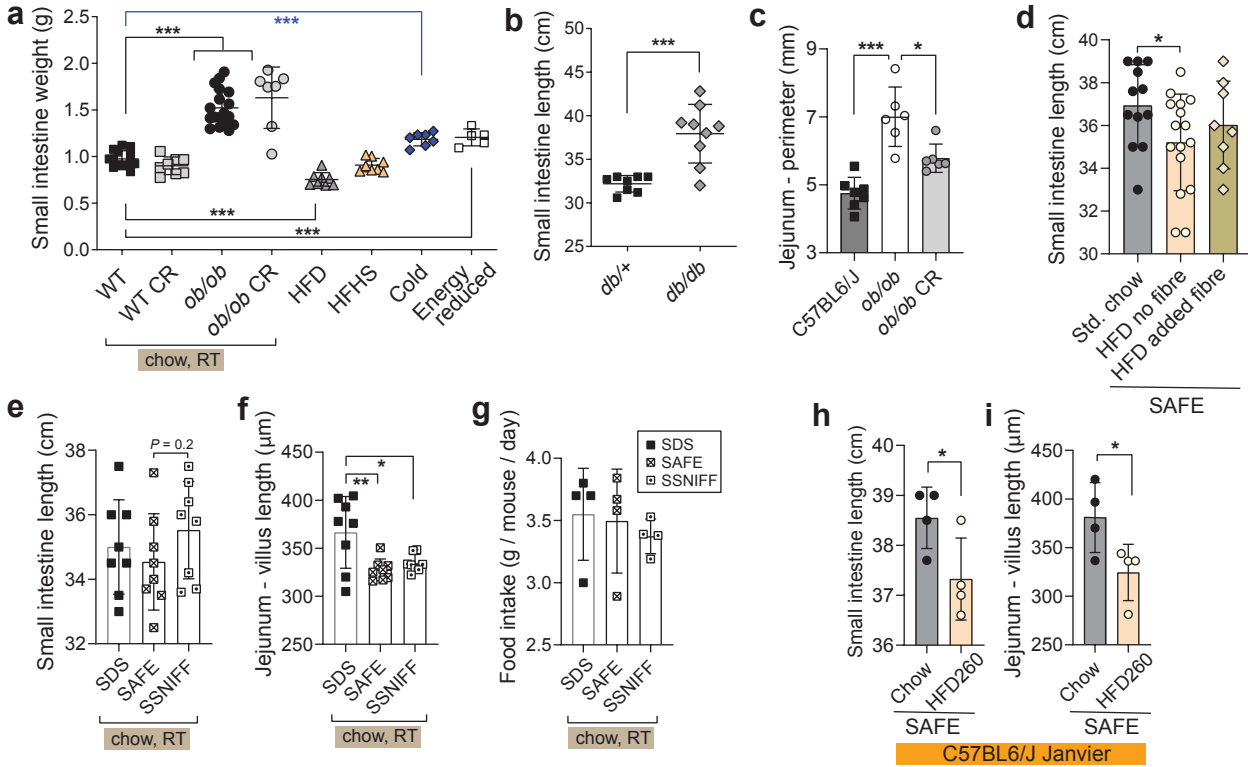 a
Small intestine weight (g)
2.5
2.0
1.5
1.0
0.5
0.0
***
***
***
***
WT
WT CR
ob/ob
ob/ob CR
HFD
HFHS
Cold
Energy
reduced
chow, RT
b
Small intestine length (cm)
50
45
40
35
30
25
***
db/+
db/db
c
Jejunum - perimeter (mm)
9
7
5
3
***
*
C57BL6/J
ob/ob
ob/ob CR
d
Small intestine length (cm)
40
38
36
34
32
30
*
Std. chow
HFD no fibre
HFD added fibre
SAFE
e
Small intestine length (cm)
38
36
34
32
P = 0.2
SDS
SAFE
SSNIFF
chow, RT
f
Jejunum - villus length (µm)
450
400
350
300
250
**
*
SDS
SAFE
SSNIFF
chow, RT
g
Food intake (g / mouse / day)
4.0
3.5
3.0
2.5
SDS
SAFE
SSNIFF
SDS
SAFE
SSNIFF
chow, RT
h
Small intestine length (cm)
40
39
38
37
36
*
Chow
HFD260
SAFE
i
Jejunum - villus length (µm)
450
400
350
300
250
*
Chow
HFD260
SAFE
C57BL6/J Janvier